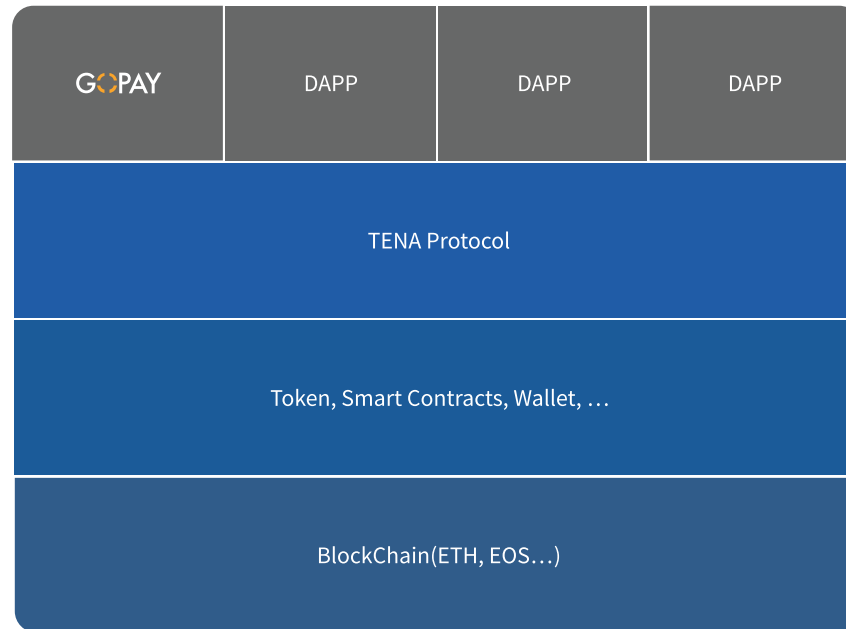 GOPAY
DAPP
DAPP
DAPP
TENA Protocol
Token, Smart Contracts, Wallet, …
BlockChain(ETH, EOS…)